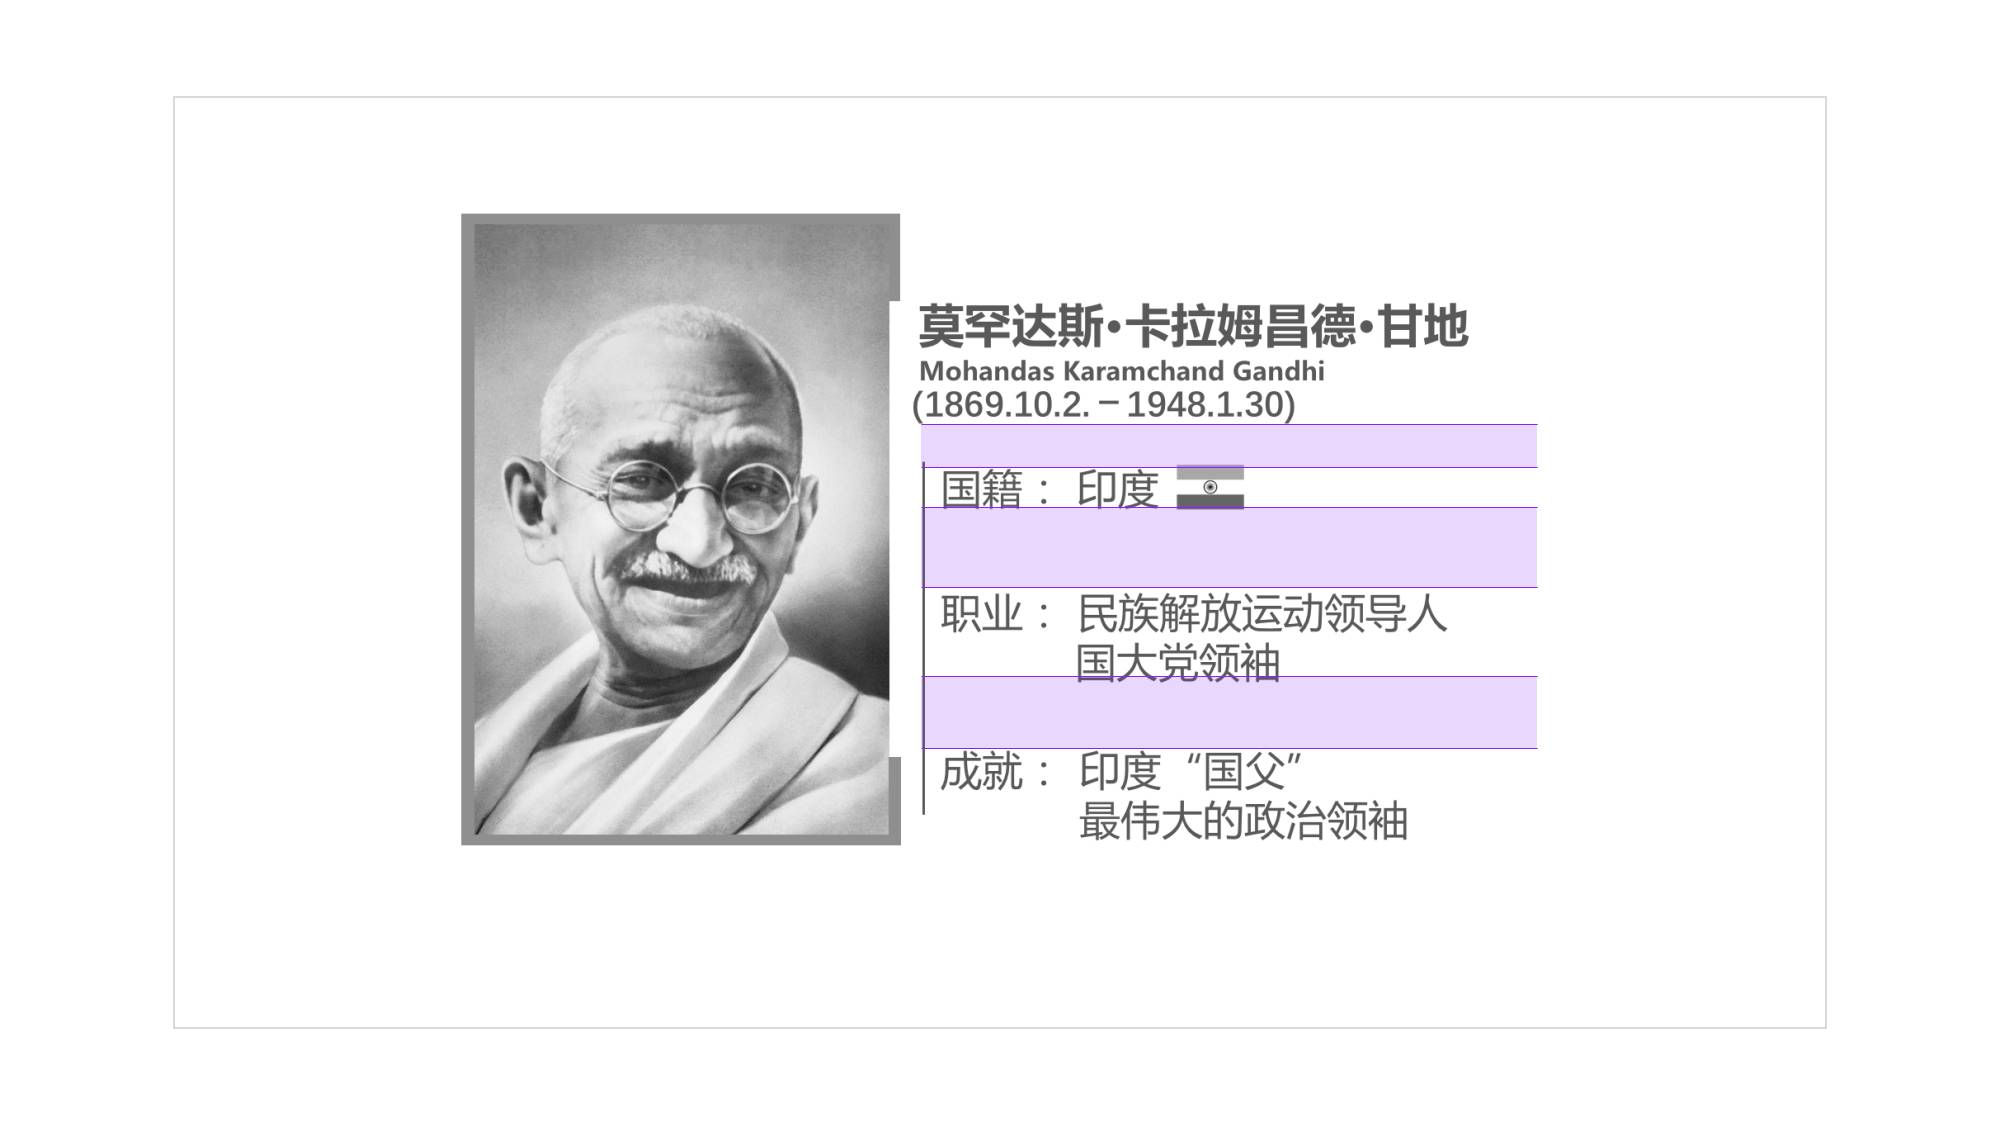 莫罕达斯•卡拉姆昌德•甘地
Mohandas Karamchand Gandhi
(1869.10.2.－1948.1.30)
国籍： 印度
职业： 民族解放运动领导人
国大党领袖
成就： 印度“国父”
最伟大的政治领袖